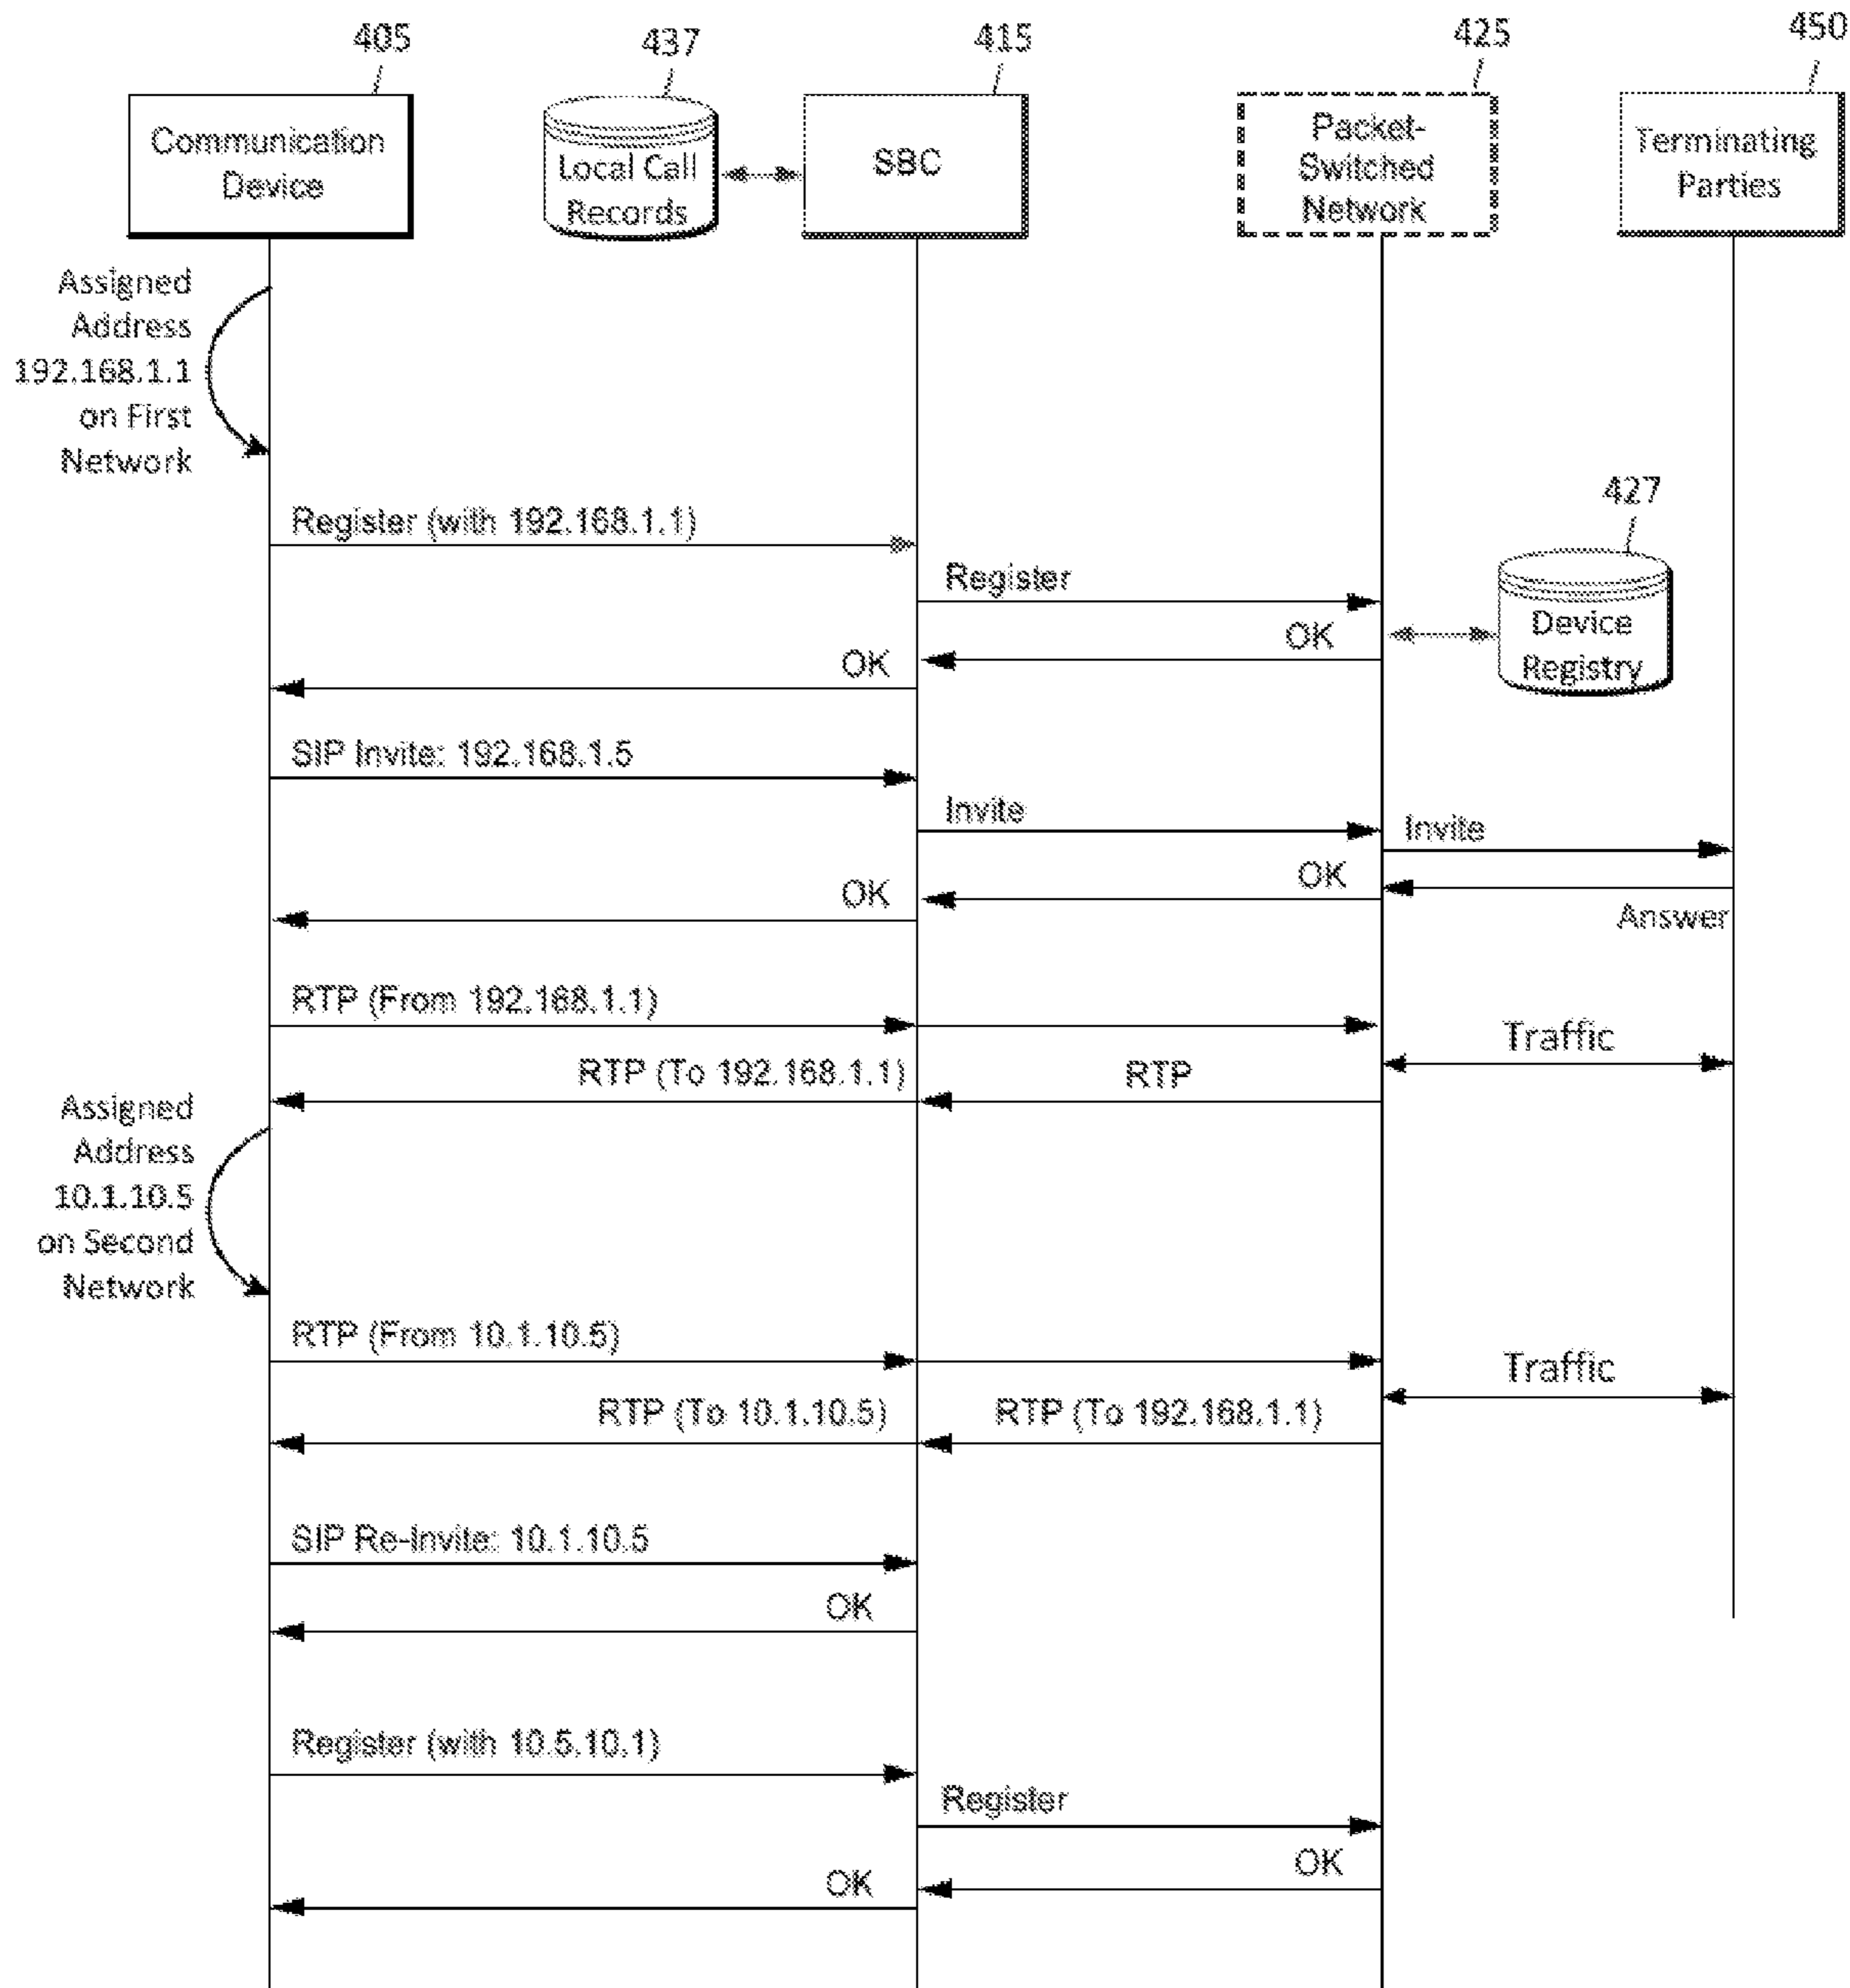 405
437
415
425
450
Communication
Device
Local Call
Records
SBC
Packet-
Switched
Network
Terminating
Parties
Assigned
Address
192.168.1.1
on First
Network
427
Register (with 192.168.1.1)
Register
Device
Registry
OK
OK
SIP Invite: 192.168.1.5
Invite
Invite
OK
OK
Answer
RTP (From 192.168.1.1)
Traffic
RTP (To 192.168.1.1)
RTP
Assigned
Address
10.1.10.5
on Second
Network
RTP (From 10.1.10.5)
Traffic
RTP (To 10.1.10.5)
RTP (To 192.168.1.1)
SIP Re-Invite: 10.1.10.5
OK
Register (with 10.5.10.1)
Register
OK
OK